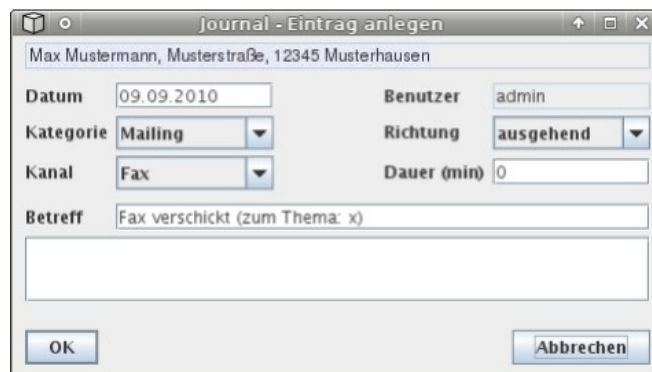 Journal - Eintrag anlegen
Max Mustermann, Musterstraße, 12345 Musterhausen
Datum 09.09.2010 Benutzer admin
Kategorie Mailing Richtung ausgehend
Kanal Fax Dauer (min) 0
Betreff Fax verschickt (zum Thema: x)
OK Abbrechen